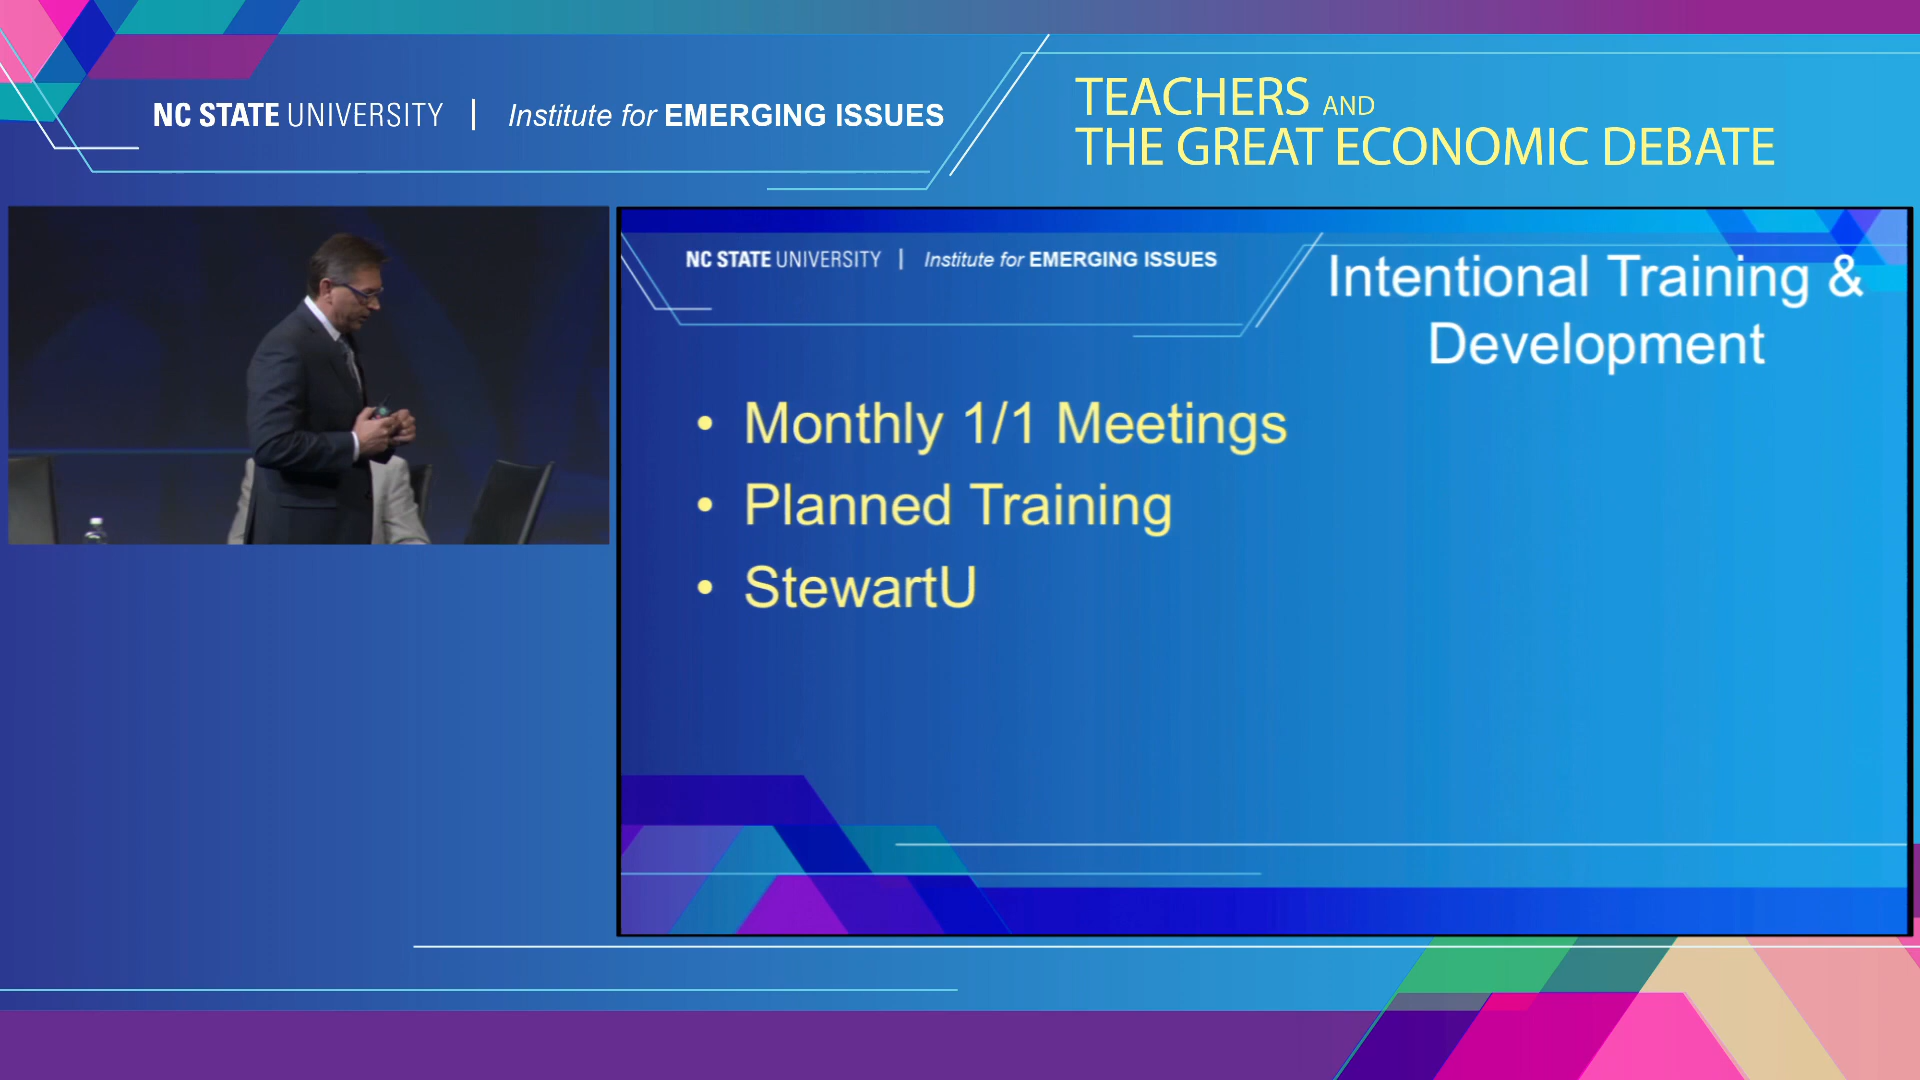 NC STATE UNIVERSITY | Institute for EMERGING ISSUES
TEACHERS AND
THE GREAT ECONOMIC DEBATE
NC STATE UNIVERSITY | Institute for EMERGING ISSUES
Intentional Training &
Development
• Monthly 1/1 Meetings
• Planned Training
• StewartU